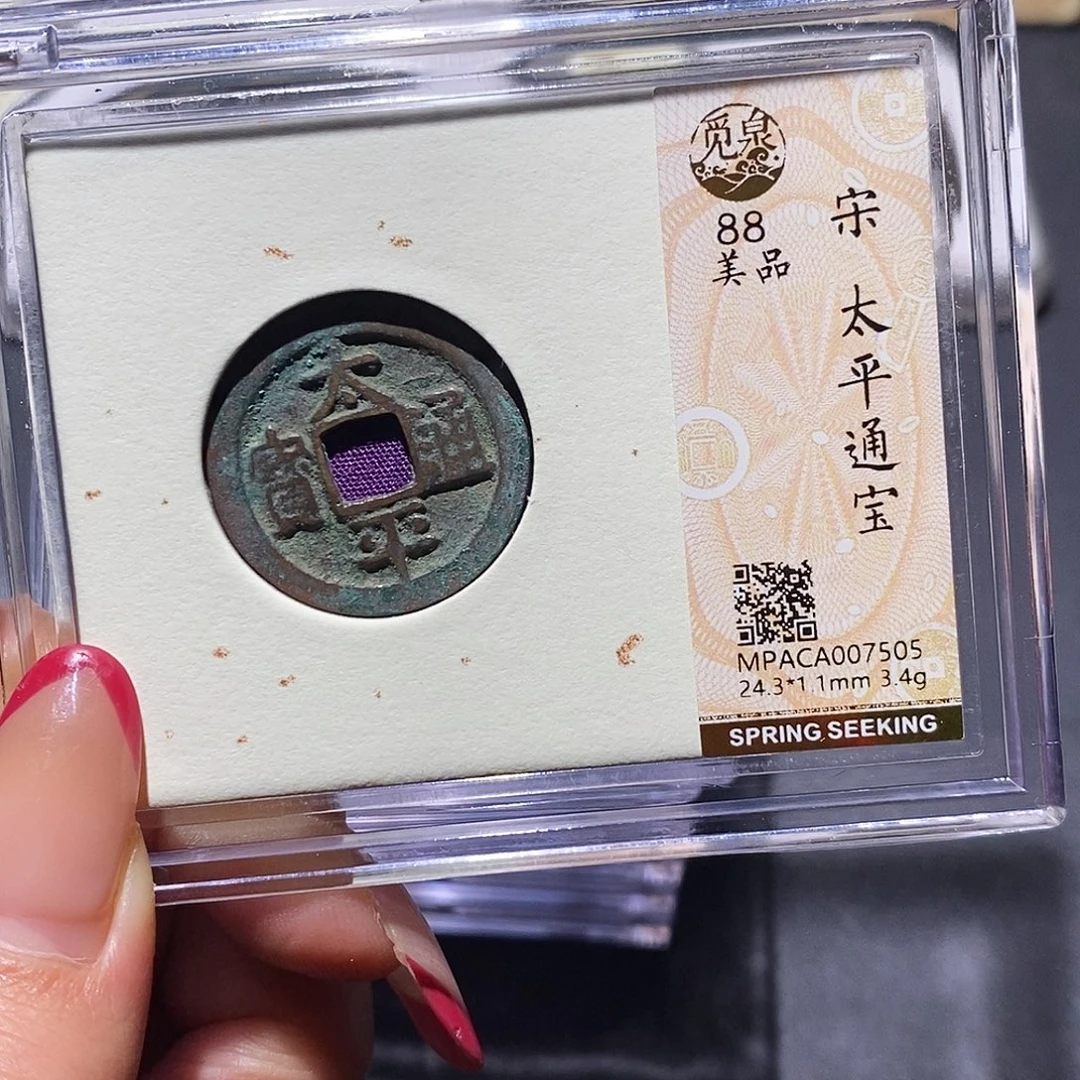 太
平
通
寶
觅泉
88
美品
宋 太平通宝
MPACA007505
24.3*1.1mm 3.4g
SPRING SEEKING